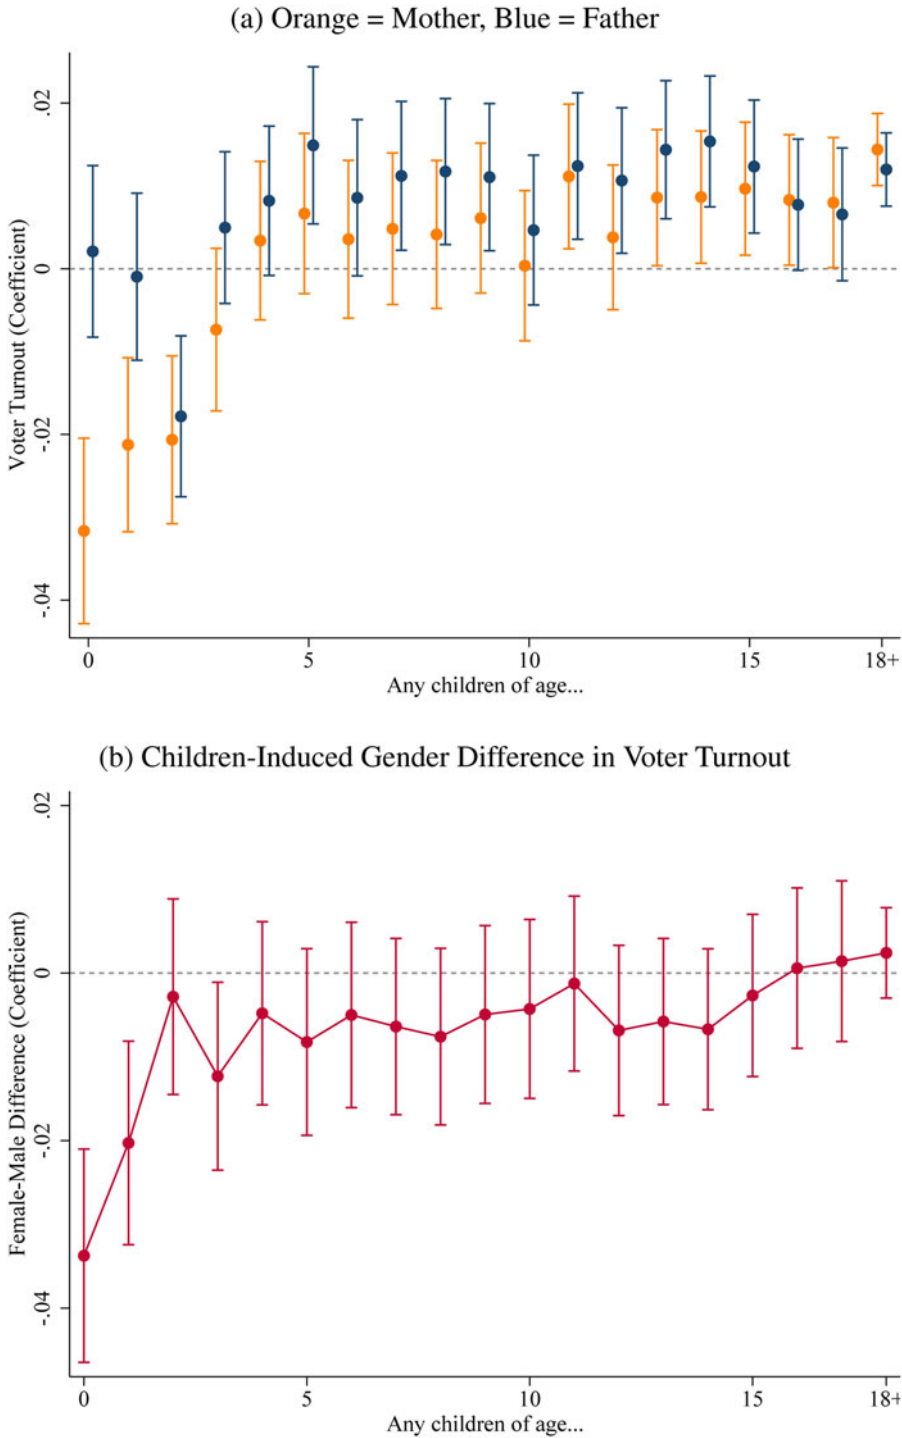 (a) Orange = Mother, Blue = Father
Voter Turnout (Coefficient)
.02
0
-.02
-.04
0 5 10 15 18+
Any children of age...
(b) Children-Induced Gender Difference in Voter Turnout
Female-Male Difference (Coefficient)
.02
0
-.02
-.04
0 5 10 15 18+
Any children of age...